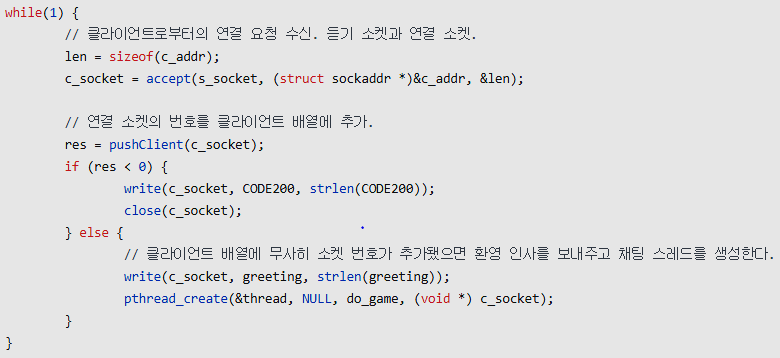 while(1) {
// 클라이언트로부터의 연결 요청 수신. 듣기 소켓과 연결 소켓.
len = sizeof(c_addr);
c_socket = accept(s_socket, (struct sockaddr *)&c_addr, &len);
// 연결 소켓의 번호를 클라이언트 배열에 추가.
res = pushClient(c_socket);
if (res < 0) {
write(c_socket, CODE200, strlen(CODE200));
close(c_socket);
} else {
// 클라이언트 배열에 무사히 소켓 번호가 추가됐으면 환영 인사를 보내주고 채팅 스레드를 생성한다.
write(c_socket, greeting, strlen(greeting));
pthread_create(&thread, NULL, do_game, (void *) c_socket);
}
}